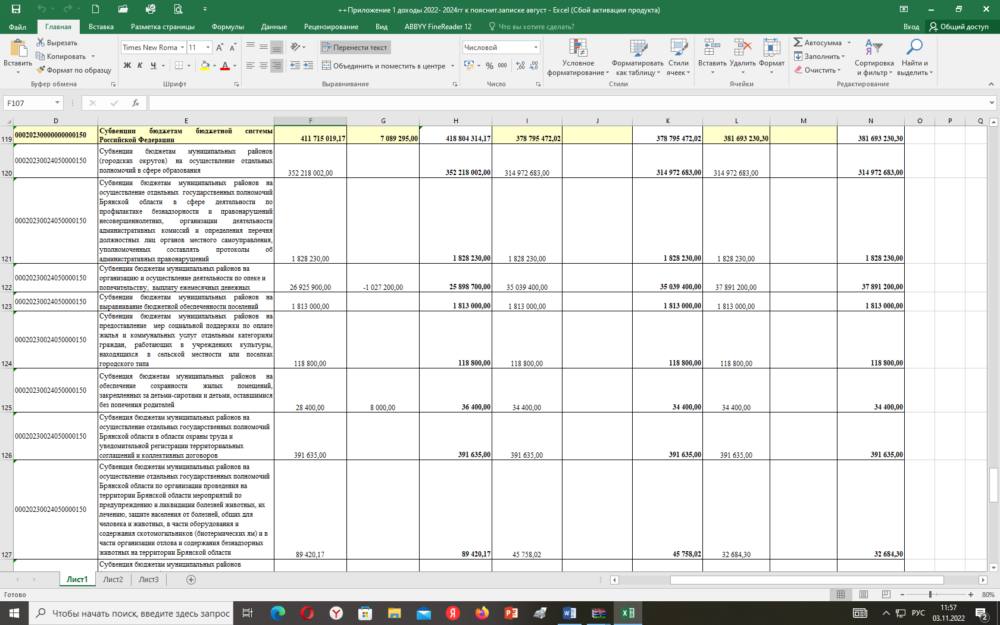 ++Приложение 1 доходы 2022- 2024гг к пояснит.записке август - Excel (Сбой активации продукта)
Файл Главная Вставка Разметка страницы Формулы Данные Рецензирование Вид ABBYY FineReader 12 Что вы хотите сделать? Вход Общий доступ
Вставить
Вырезать
Копировать
Формат по образцу
Буфер обмена
Times New Roma 11
Ж К Ч А
Шрифт
Перенести текст
Объединить и поместить в центре
Выравнивание
Числовой
% 000
Число
Условное форматирование
Форматировать как таблицу
Стили ячеек
Стили
Вставить Удалить Формат
Ячейки
Автосумма
Заполнить
Очистить
Сортировка и фильтр
Найти и выделить
Редактирование
F107 fx
D E F G H I J K L M N O P Q
119 00020230000000000150 Субвенции бюджетам бюджетной системы 411 715 019,17 7 089 295,00 418 804 314,17 378 795 472,02 378 795 472,02 381 693 230,30 381 693 230,30
Российской Федерации
120 00020230024050000150 Субвенции бюджетам муниципальных районов 352 218 002,00 352 218 002,00 314 972 683,00 314 972 683,00 314 972 683,00 314 972 683,00
(городских округов) на осуществление отдельных
полномочий в сфере образования
121 00020230024050000150 Субвенции бюджетам муниципальных районов на 1 828 230,00 1 828 230,00 1 828 230,00 1 828 230,00 1 828 230,00 1 828 230,00
осуществление отдельных государственных полномочий
Брянской области в сфере деятельности по
профилактике безнадзорности и правонарушений
несовершеннолетних, организации деятельности
административных комиссий и определения перечня
должностных лиц органов местного самоуправления,
уполномоченных составлять протоколы об
административных правонарушений
122 00020230024050000150 Субвенции бюджетам муниципальных районов на 26 925 900,00 -1 027 200,00 25 898 700,00 35 039 400,00 35 039 400,00 37 891 200,00 37 891 200,00
организацию и осуществление деятельности по опеке и
попечительству, выплату ежемесячных денежных
123 00020230024050000150 Субвенции бюджетам муниципальных районов на 1 813 000,00 1 813 000,00 1 813 000,00 1 813 000,00 1 813 000,00 1 813 000,00
выравнивание бюджетной обеспеченности поселений
124 00020230024050000150 Субвенции бюджетам муниципальных районов на 118 800,00 118 800,00 118 800,00 118 800,00 118 800,00 118 800,00
предоставление мер социальной поддержки по оплате
жилья и коммунальных услуг отдельным категориям
граждан, работающих в учреждениях культуры,
находящихся в сельской местности или поселках
городского типа
125 00020230024050000150 Субвенция бюджетам муниципальных районов на 28 400,00 8 000,00 36 400,00 34 400,00 34 400,00 34 400,00 34 400,00
обеспечение сохранности жилых помещений,
закрепленных за детьми-сиротами и детьми, оставшимися
без попечения родителей
126 00020230024050000150 Субвенция бюджетам муниципальных районов на 391 635,00 391 635,00 391 635,00 391 635,00 391 635,00 391 635,00
осуществление отдельных государственных полномочий
Брянской области в области охраны труда и
уведомительной регистрации территориальных
соглашений и коллективных договоров
127 00020230024050000150 Субвенция бюджетам муниципальных районов на 89 420,17 89 420,17 45 758,02 45 758,02 32 684,30 32 684,30
осуществление отдельных государственных полномочий
Брянской области по организации проведения на
территории Брянской области мероприятий по
предупреждению и ликвидации болезней животных, их
лечению, защите населения от болезней, общих для
человека и животных, в части оборудования и
содержания скотомогильников (биотермических ям) и в
части организации отлова и содержания безнадзорных
животных на территории Брянской области
Субвенция бюджетам муниципальных районов
Лист1 Лист2 Лист3
Готово 80%
Чтобы начать поиск, введите здесь запрос
РУС
11:57
03.11.2022
2